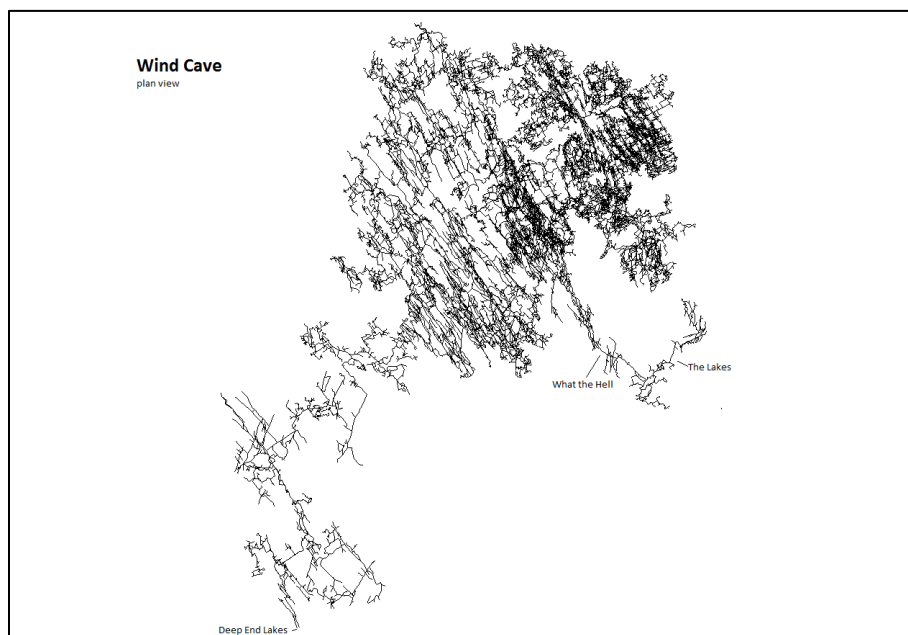 Wind Cave
plan view
The Lakes
What the Hell
Deep End Lakes